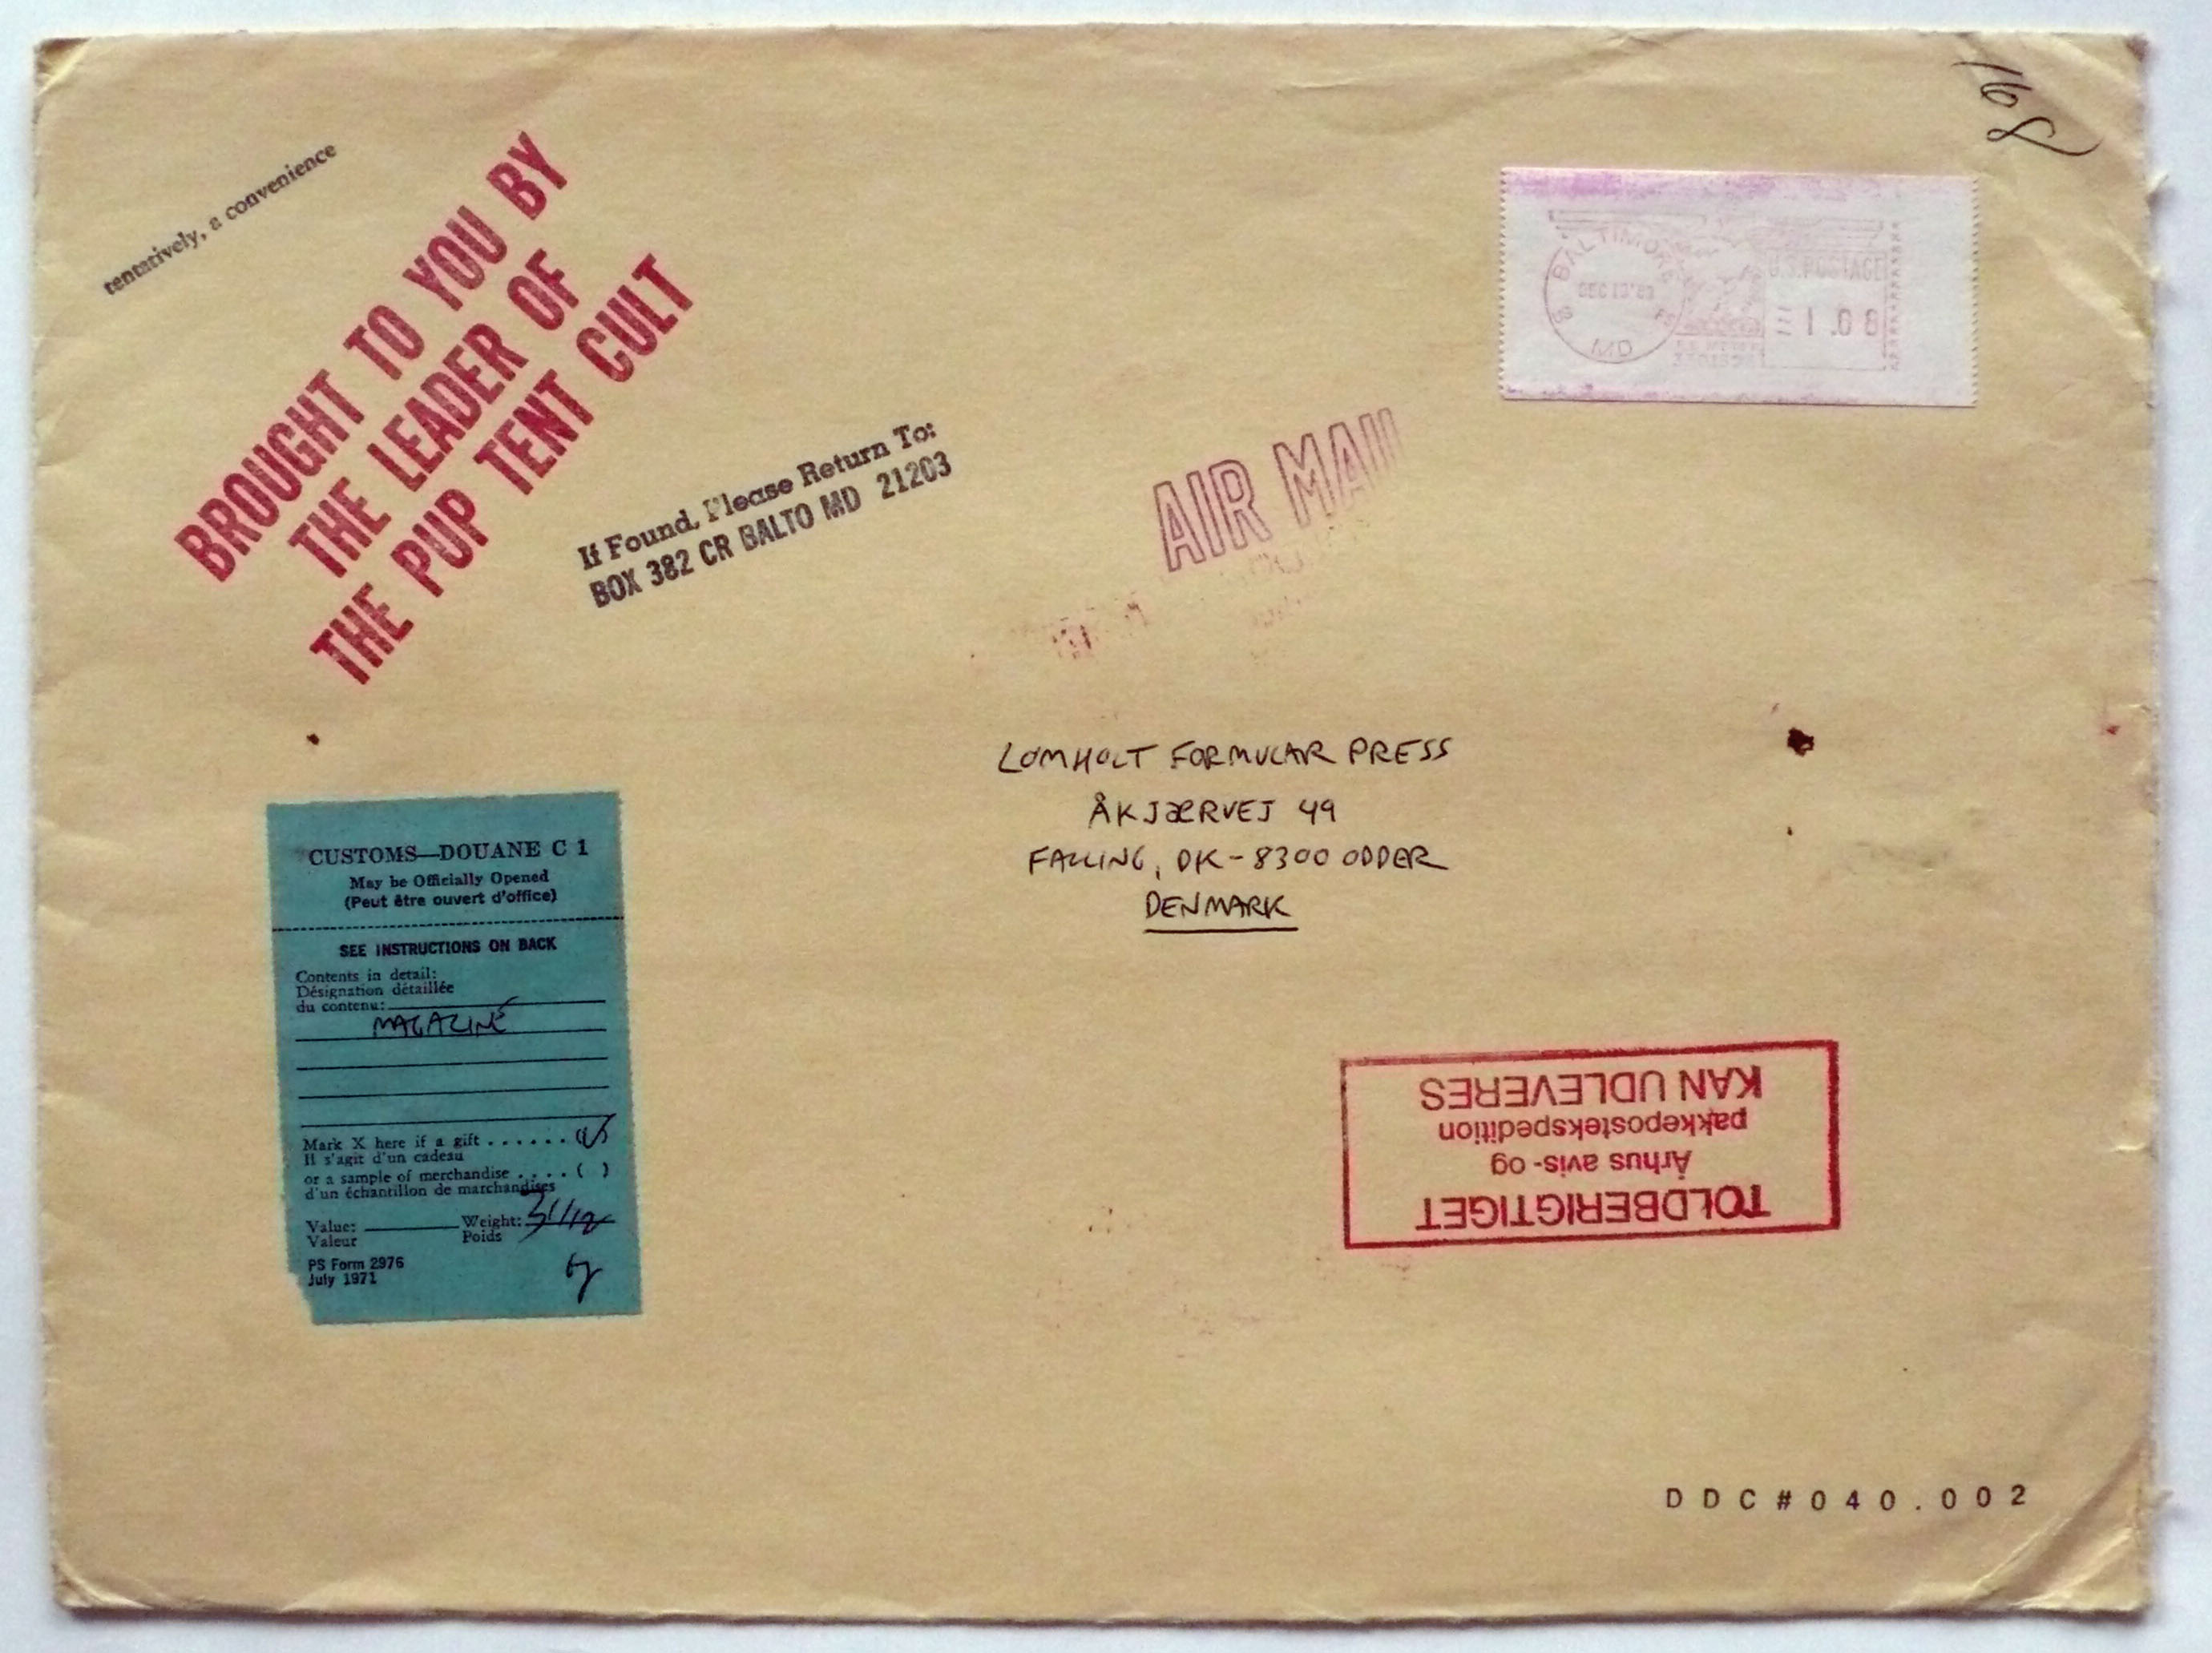 168
tentatively, a convenience
BROUGHT TO YOU BY
THE LEADER OF
THE PUP TENT CULT
If Found, Please Return To:
BOX 382 CR BALTO MD 21203
BALTIMORE
MD
U.S. POSTAGE
1.08
AIR MAIL
LOMHOLT FORMULAR PRESS
ÅKJÆRVEJ 49
FALLING, DK-8300 ODDER
DENMARK
CUSTOMS—DOUANE C 1
May be Officially Opened
(Peut être ouvert d'office)
SEE INSTRUCTIONS ON BACK
Contents in detail:
Désignation détaillée
du contenu:
MAGAZINE
Mark X here if a gift ...... ( )
Il s'agit d'un cadeau
or a sample of merchandise .... ( )
d'un échantillon de marchandises
Value: Weight:
Valeur Poids
PS Form 2976
July 1971
TOLDBERIGTIGET
Århus avis- og
pakkepostekspedition
KAN UDLEVERES
DDC#040.002